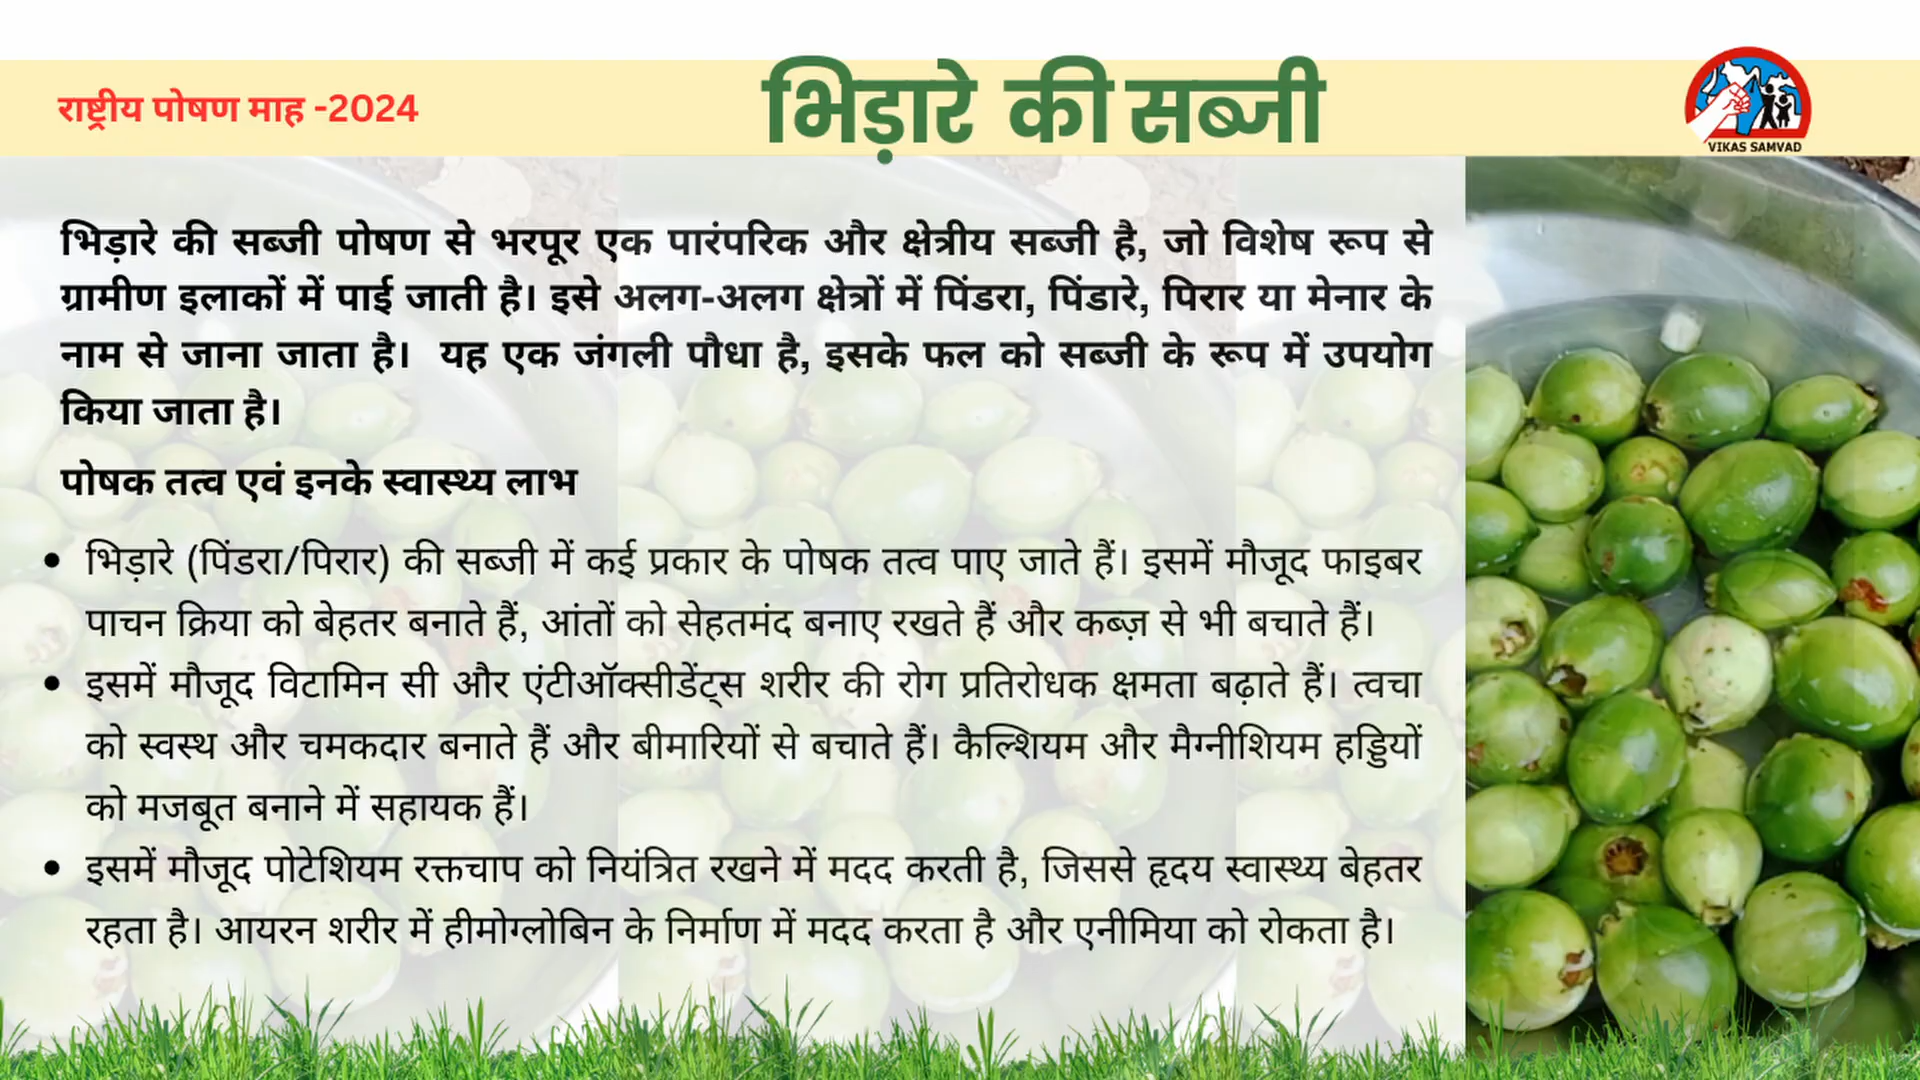 राष्ट्रीय पोषण माह -2024
भिड़ारे की सब्जी
VIKAS SAMVAD
भिड़ारे की सब्जी पोषण से भरपूर एक पारंपरिक और क्षेत्रीय सब्जी है, जो विशेष रूप से
ग्रामीण इलाकों में पाई जाती है। इसे अलग-अलग क्षेत्रों में पिंडरा, पिंडारे, पिरार या मेनार के
नाम से जाना जाता है। यह एक जंगली पौधा है, इसके फल को सब्जी के रूप में उपयोग
किया जाता है।
पोषक तत्व एवं इनके स्वास्थ्य लाभ
• भिड़ारे (पिंडरा/पिरार) की सब्जी में कई प्रकार के पोषक तत्व पाए जाते हैं। इसमें मौजूद फाइबर
पाचन क्रिया को बेहतर बनाते हैं, आंतों को सेहतमंद बनाए रखते हैं और कब्ज़ से भी बचाते हैं।
• इसमें मौजूद विटामिन सी और एंटीऑक्सीडेंट्स शरीर की रोग प्रतिरोधक क्षमता बढ़ाते हैं। त्वचा
को स्वस्थ और चमकदार बनाते हैं और बीमारियों से बचाते हैं। कैल्शियम और मैग्नीशियम हड्डियों
को मजबूत बनाने में सहायक हैं।
• इसमें मौजूद पोटेशियम रक्तचाप को नियंत्रित रखने में मदद करती है, जिससे हृदय स्वास्थ्य बेहतर
रहता है। आयरन शरीर में हीमोग्लोबिन के निर्माण में मदद करता है और एनीमिया को रोकता है।